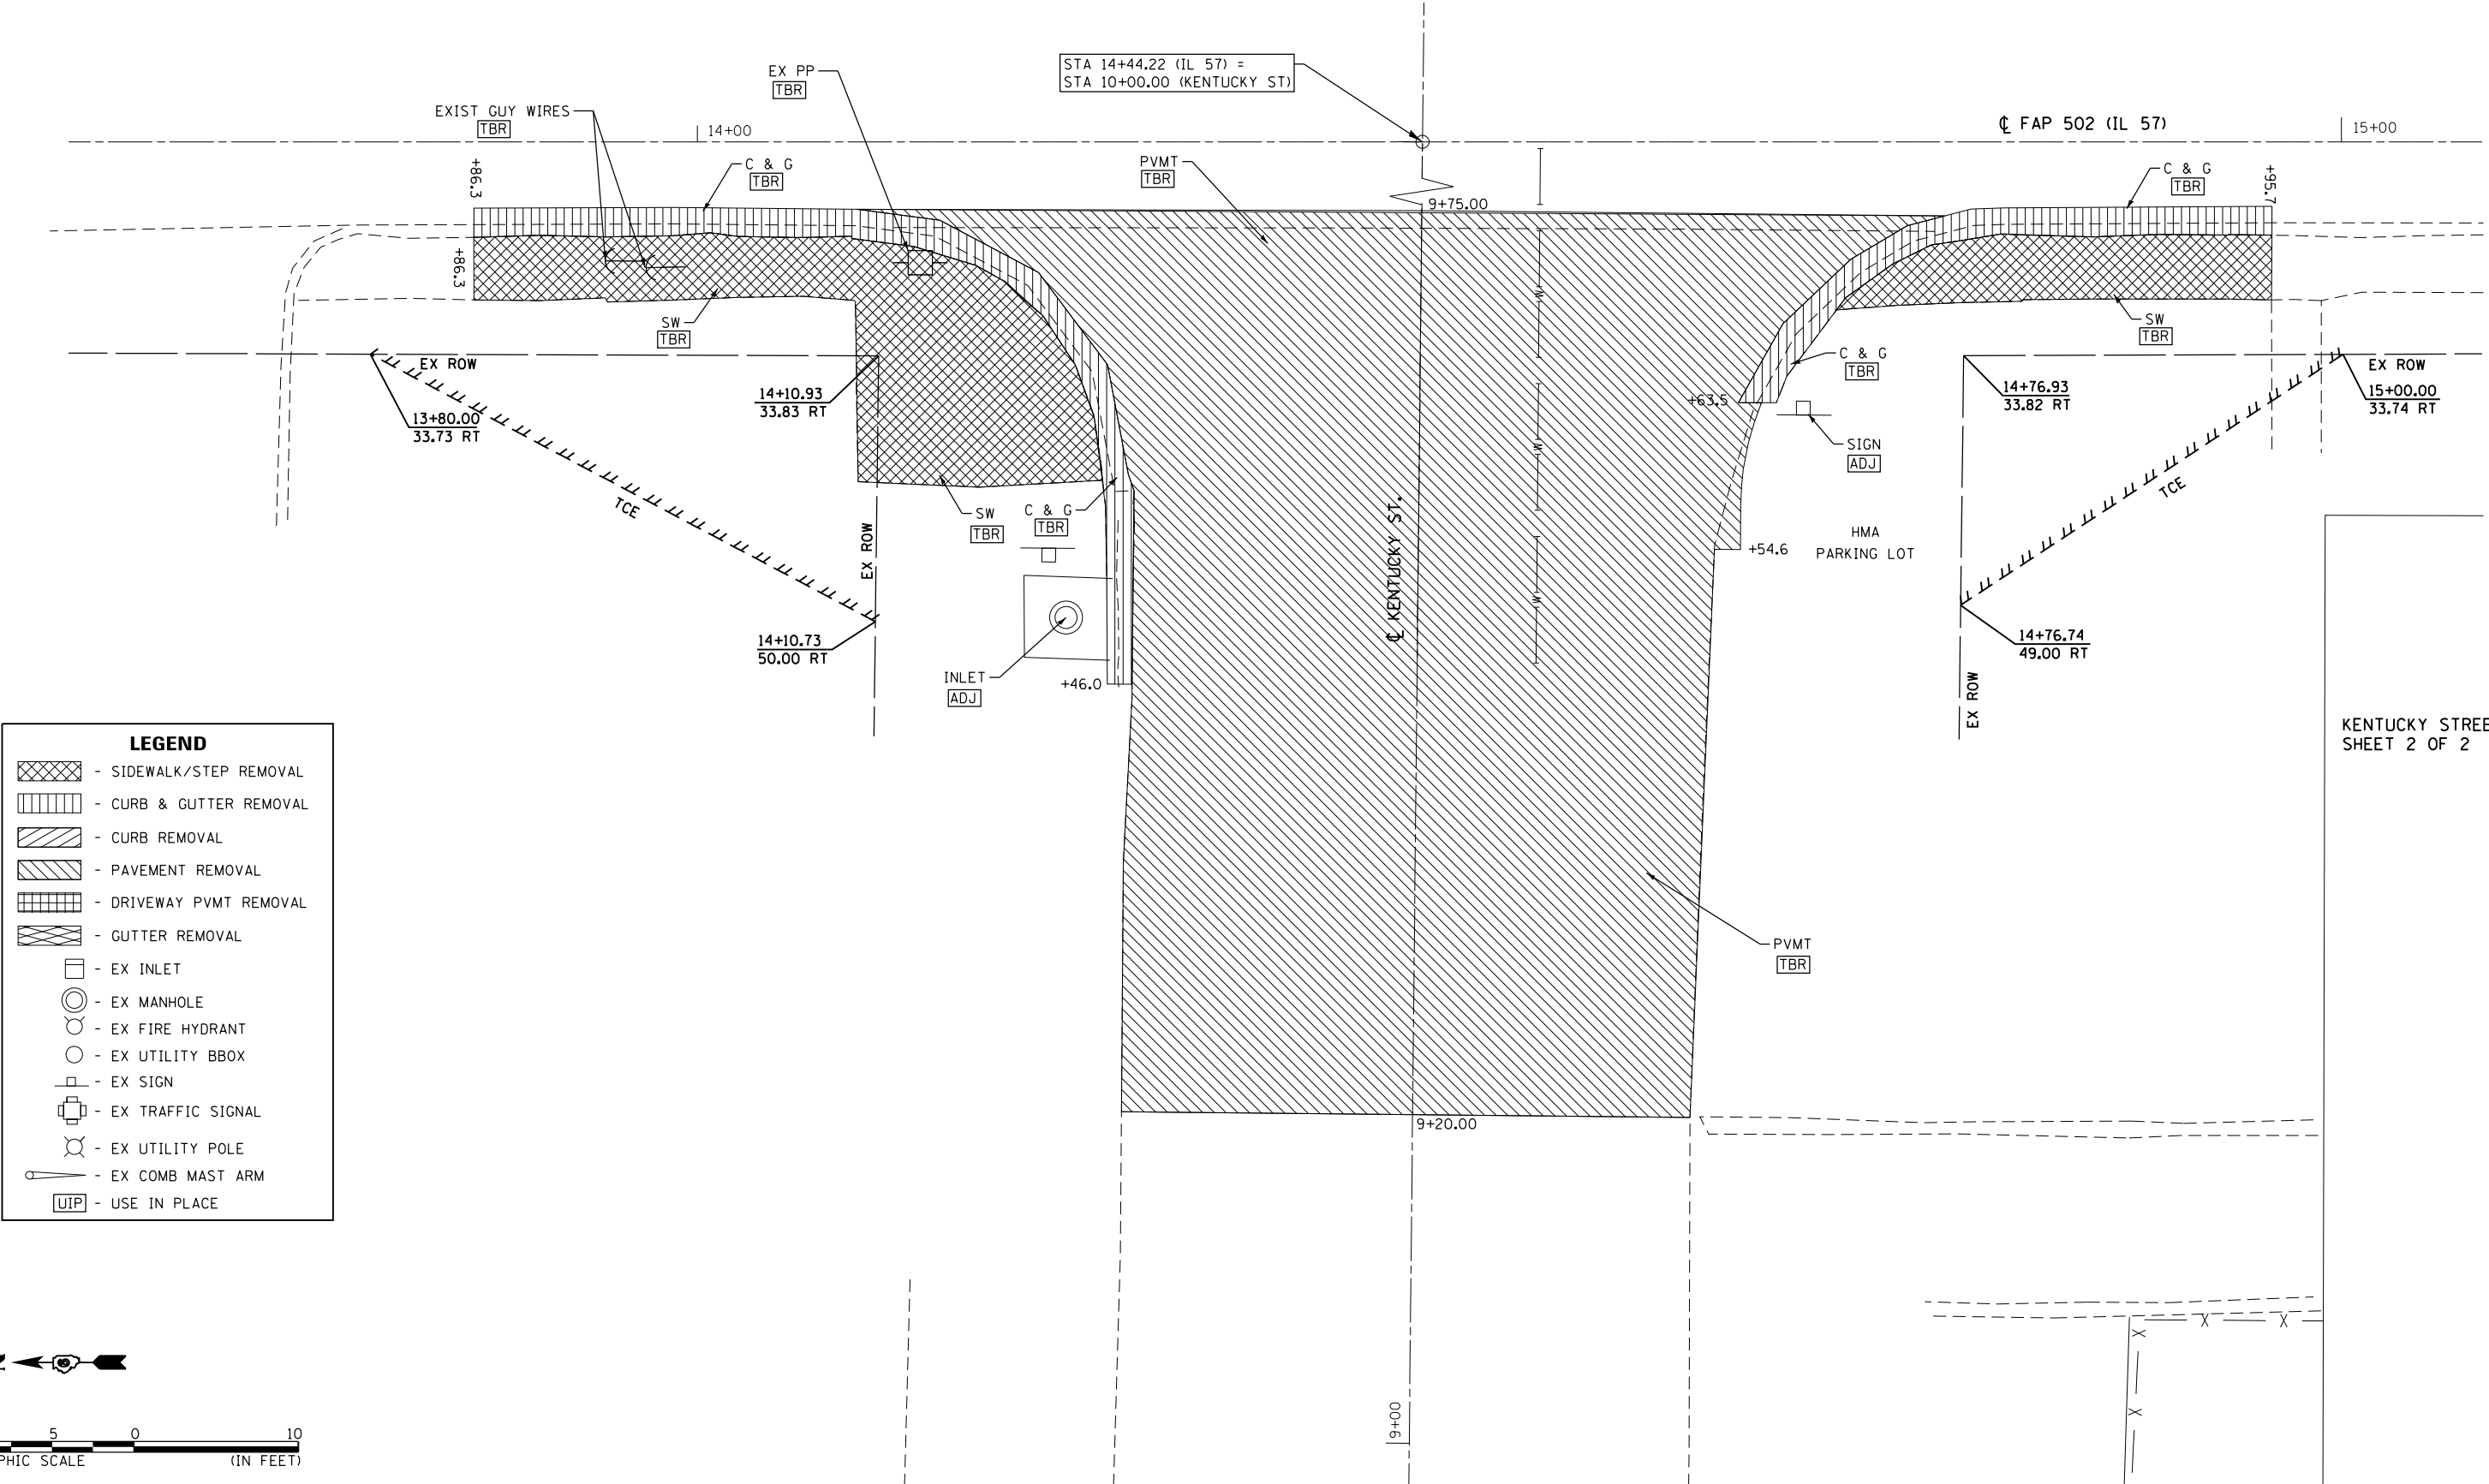 STA 14+44.22 (IL 57) =
STA 10+00.00 (KENTUCKY ST)
EX PP
TBR
EXIST GUY WIRES
TBR
14+00
℄ FAP 502 (IL 57)
15+00
+86.3
C & G
TBR
PVMT
TBR
C & G
TBR
+95.7
9+75.00
+86.3
W
SW
TBR
SW
TBR
EX ROW
C & G
TBR
EX ROW
14+10.93
33.83 RT
13+80.00
33.73 RT
+63.5
14+76.93
33.82 RT
15+00.00
33.74 RT
SIGN
ADJ
W
TCE
TCE
SW
TBR
C & G
TBR
EX ROW
℄ KENTUCKY ST.
+54.6
HMA
PARKING LOT
W
14+10.73
50.00 RT
14+76.74
49.00 RT
INLET
ADJ
+46.0
EX ROW
KENTUCKY STREE
SHEET 2 OF 2
LEGEND
- SIDEWALK/STEP REMOVAL
- CURB & GUTTER REMOVAL
- CURB REMOVAL
- PAVEMENT REMOVAL
- DRIVEWAY PVMT REMOVAL
- GUTTER REMOVAL
- EX INLET
- EX MANHOLE
- EX FIRE HYDRANT
- EX UTILITY BBOX
- EX SIGN
- EX TRAFFIC SIGNAL
- EX UTILITY POLE
- EX COMB MAST ARM
UIP - USE IN PLACE
PVMT
TBR
9+20.00
9+00
5 0 10
PHIC SCALE (IN FEET)